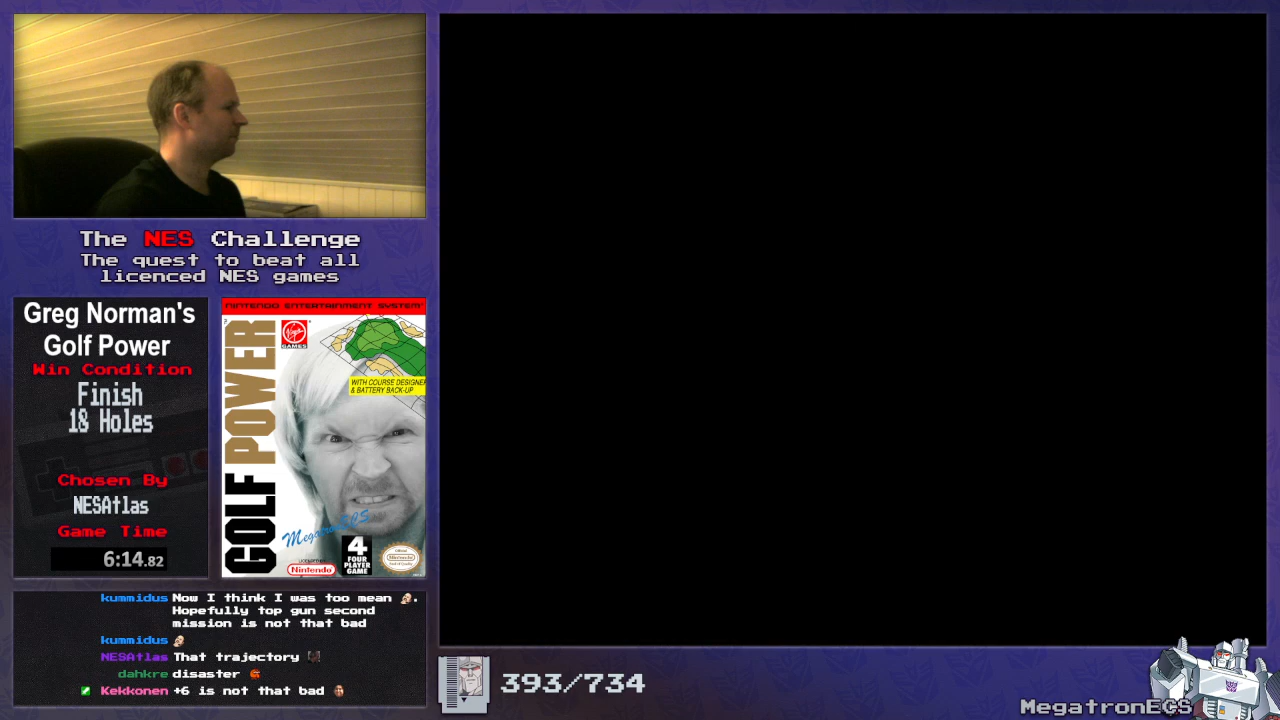 The NES Challenge
The quest to beat all
licenced NES games
Greg Norman's
Golf Power
Win Condition
Finish
18 Holes
Chosen By
NESAtlas
Game Time
6:14.82
NINTENDO ENTERTAINMENT SYSTEM
GOLF POWER
Virgin
GAMES
WITH COURSE DESIGNER
& BATTERY BACK-UP
MegatronECS
4
FOUR
PLAYER
GAME
Nintendo
kummidus Now I think I was too mean .
Hopefully top gun second
mission is not that bad
kummidus
NESAtlas That trajectory
dahkre disaster
Kekkonen +6 is not that bad
393/734
MegatronECS